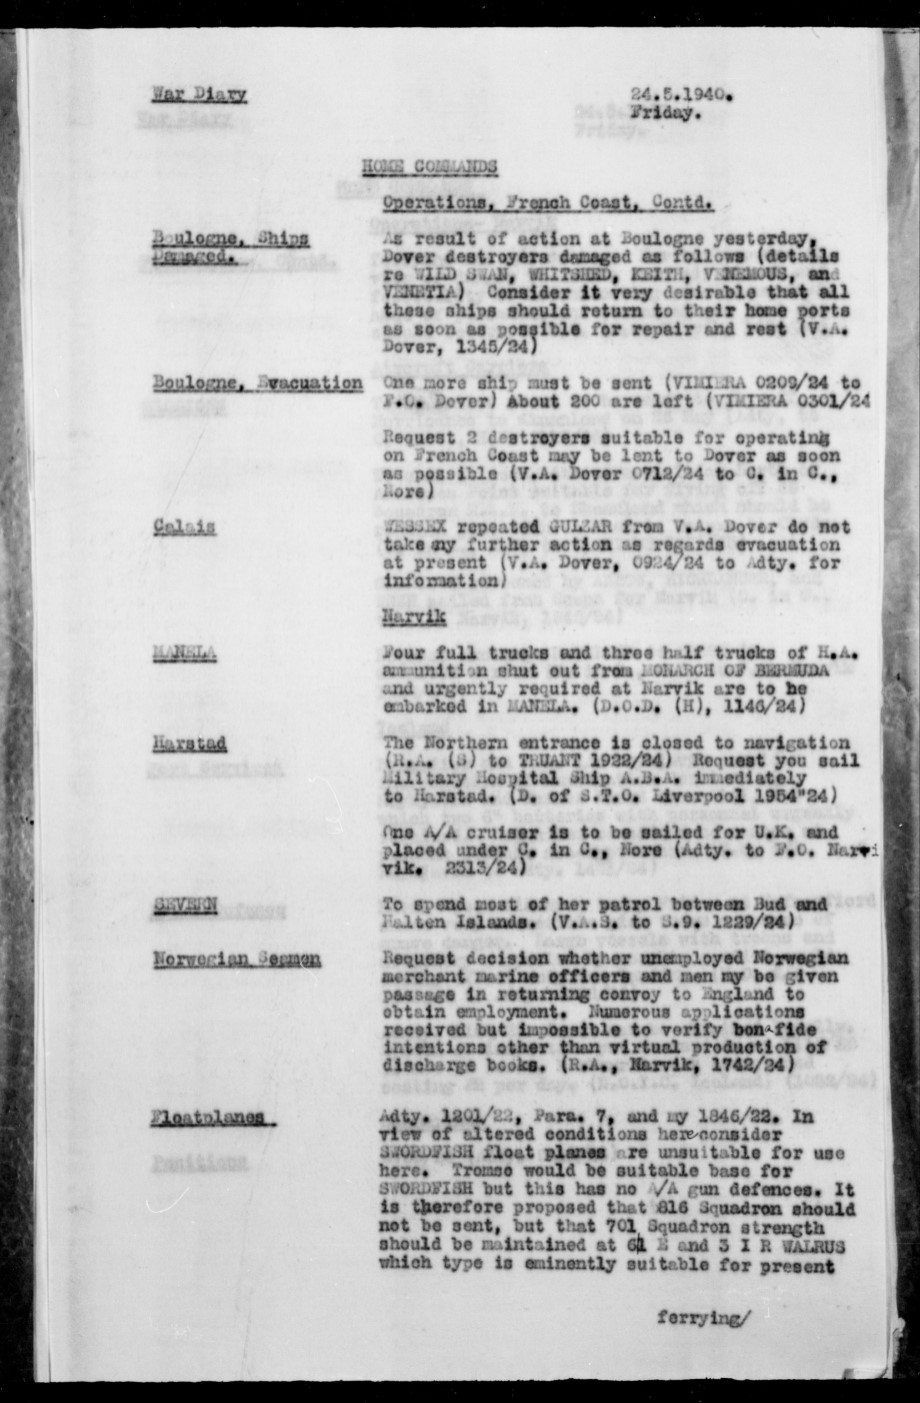 War Diary
24.5.1940.
Friday.
HOME COMMANDS
Operations, French Coast, Contd.
Boulogne, Ships
Damaged.
As result of action at Boulogne yesterday,
Dover destroyers damaged as follows (details
re WILD SWAN, WHITSHED, KEITH, VENEMOUS, and
VENETIA) Consider it very desirable that all
these ships should return to their home ports
as soon as possible for repair and rest (V.A.
Dover, 1345/24)
Boulogne, Evacuation
One more ship must be sent (VIMIERA 0209/24 to
F.O. Dover) About 200 are left (VIMIERA 0301/24
Request 2 destroyers suitable for operating
on French Coast may be lent to Dover as soon
as possible (V.A. Dover 0712/24 to C. in C.,
Nore)
Calais
WESSEX repeated GULZAR from V.A. Dover do not
take any further action as regards evacuation
at present (V.A. Dover, 0924/24 to Adty. for
information)
Narvik
MANELA
Four full trucks and three half trucks of H.A.
ammunition shut out from MONARCH OF BERMUDA
and urgently required at Narvik are to be
embarked in MANELA. (D.O.D. (H), 1146/24)
Harstad
The Northern entrance is closed to navigation
(R.A. (S) to TRUANT 1922/24) Request you sail
Military Hospital Ship A.B.A. immediately
to Harstad. (D. of S.T.O. Liverpool 1954"24)
One A/A cruiser is to be sailed for U.K. and
placed under C. in C., Nore (Adty. to F.O. Narvi
vik. 2313/24)
SEVERN
To spend most of her patrol between Bud and
Halten Islands. (V.A.S. to S.9. 1229/24)
Norwegian Seamen
Request decision whether unemployed Norwegian
merchant marine officers and men my be given
passage in returning convoy to England to
obtain employment. Numerous applications
received but impossible to verify bon fide
intentions other than virtual production of
discharge books. (R.A., Narvik, 1742/24)
Floatplanes
Adty. 1201/22, Para. 7, and my 1846/22. In
view of altered conditions here consider
SWORDFISH float planes are unsuitable for use
here. Tromso would be suitable base for
SWORDFISH but this has no A/A gun defences. It
is therefore proposed that 816 Squadron should
not be sent, but that 701 Squadron strength
should be maintained at 6 I E and 3 I R WALRUS
which type is eminently suitable for present
ferrying/